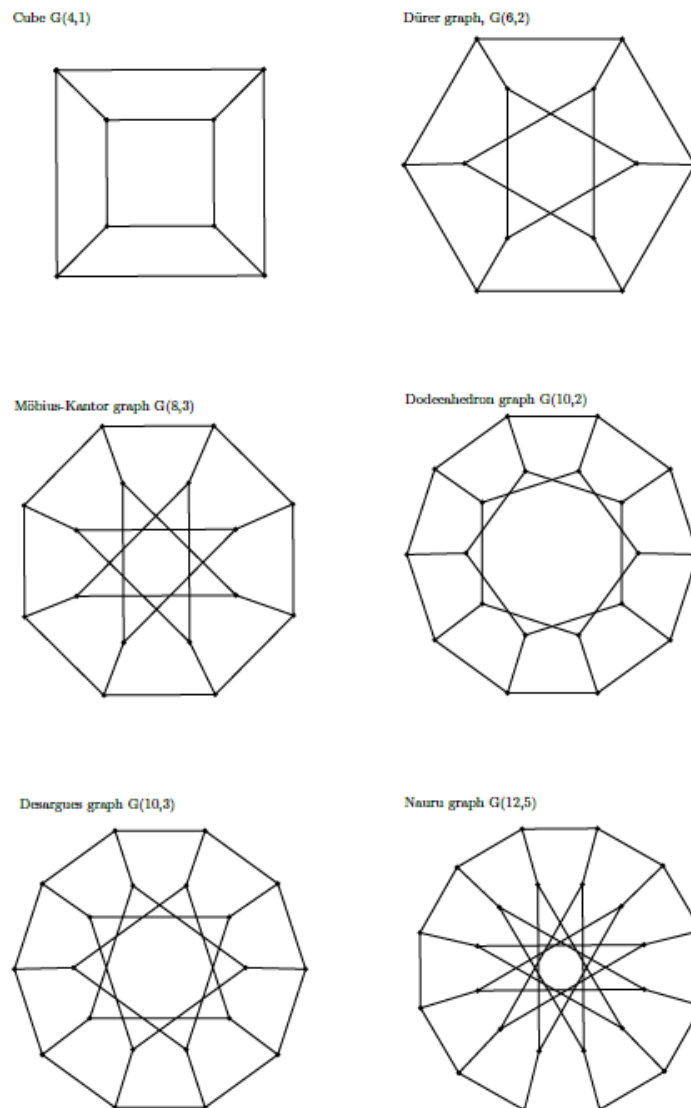 Cube G(4,1)
Dürer graph, G(6,2)
Möbius-Kantor graph G(8,3)
Dodecahedron graph G(10,2)
Desargues graph G(10,3)
Nauru graph G(12,5)